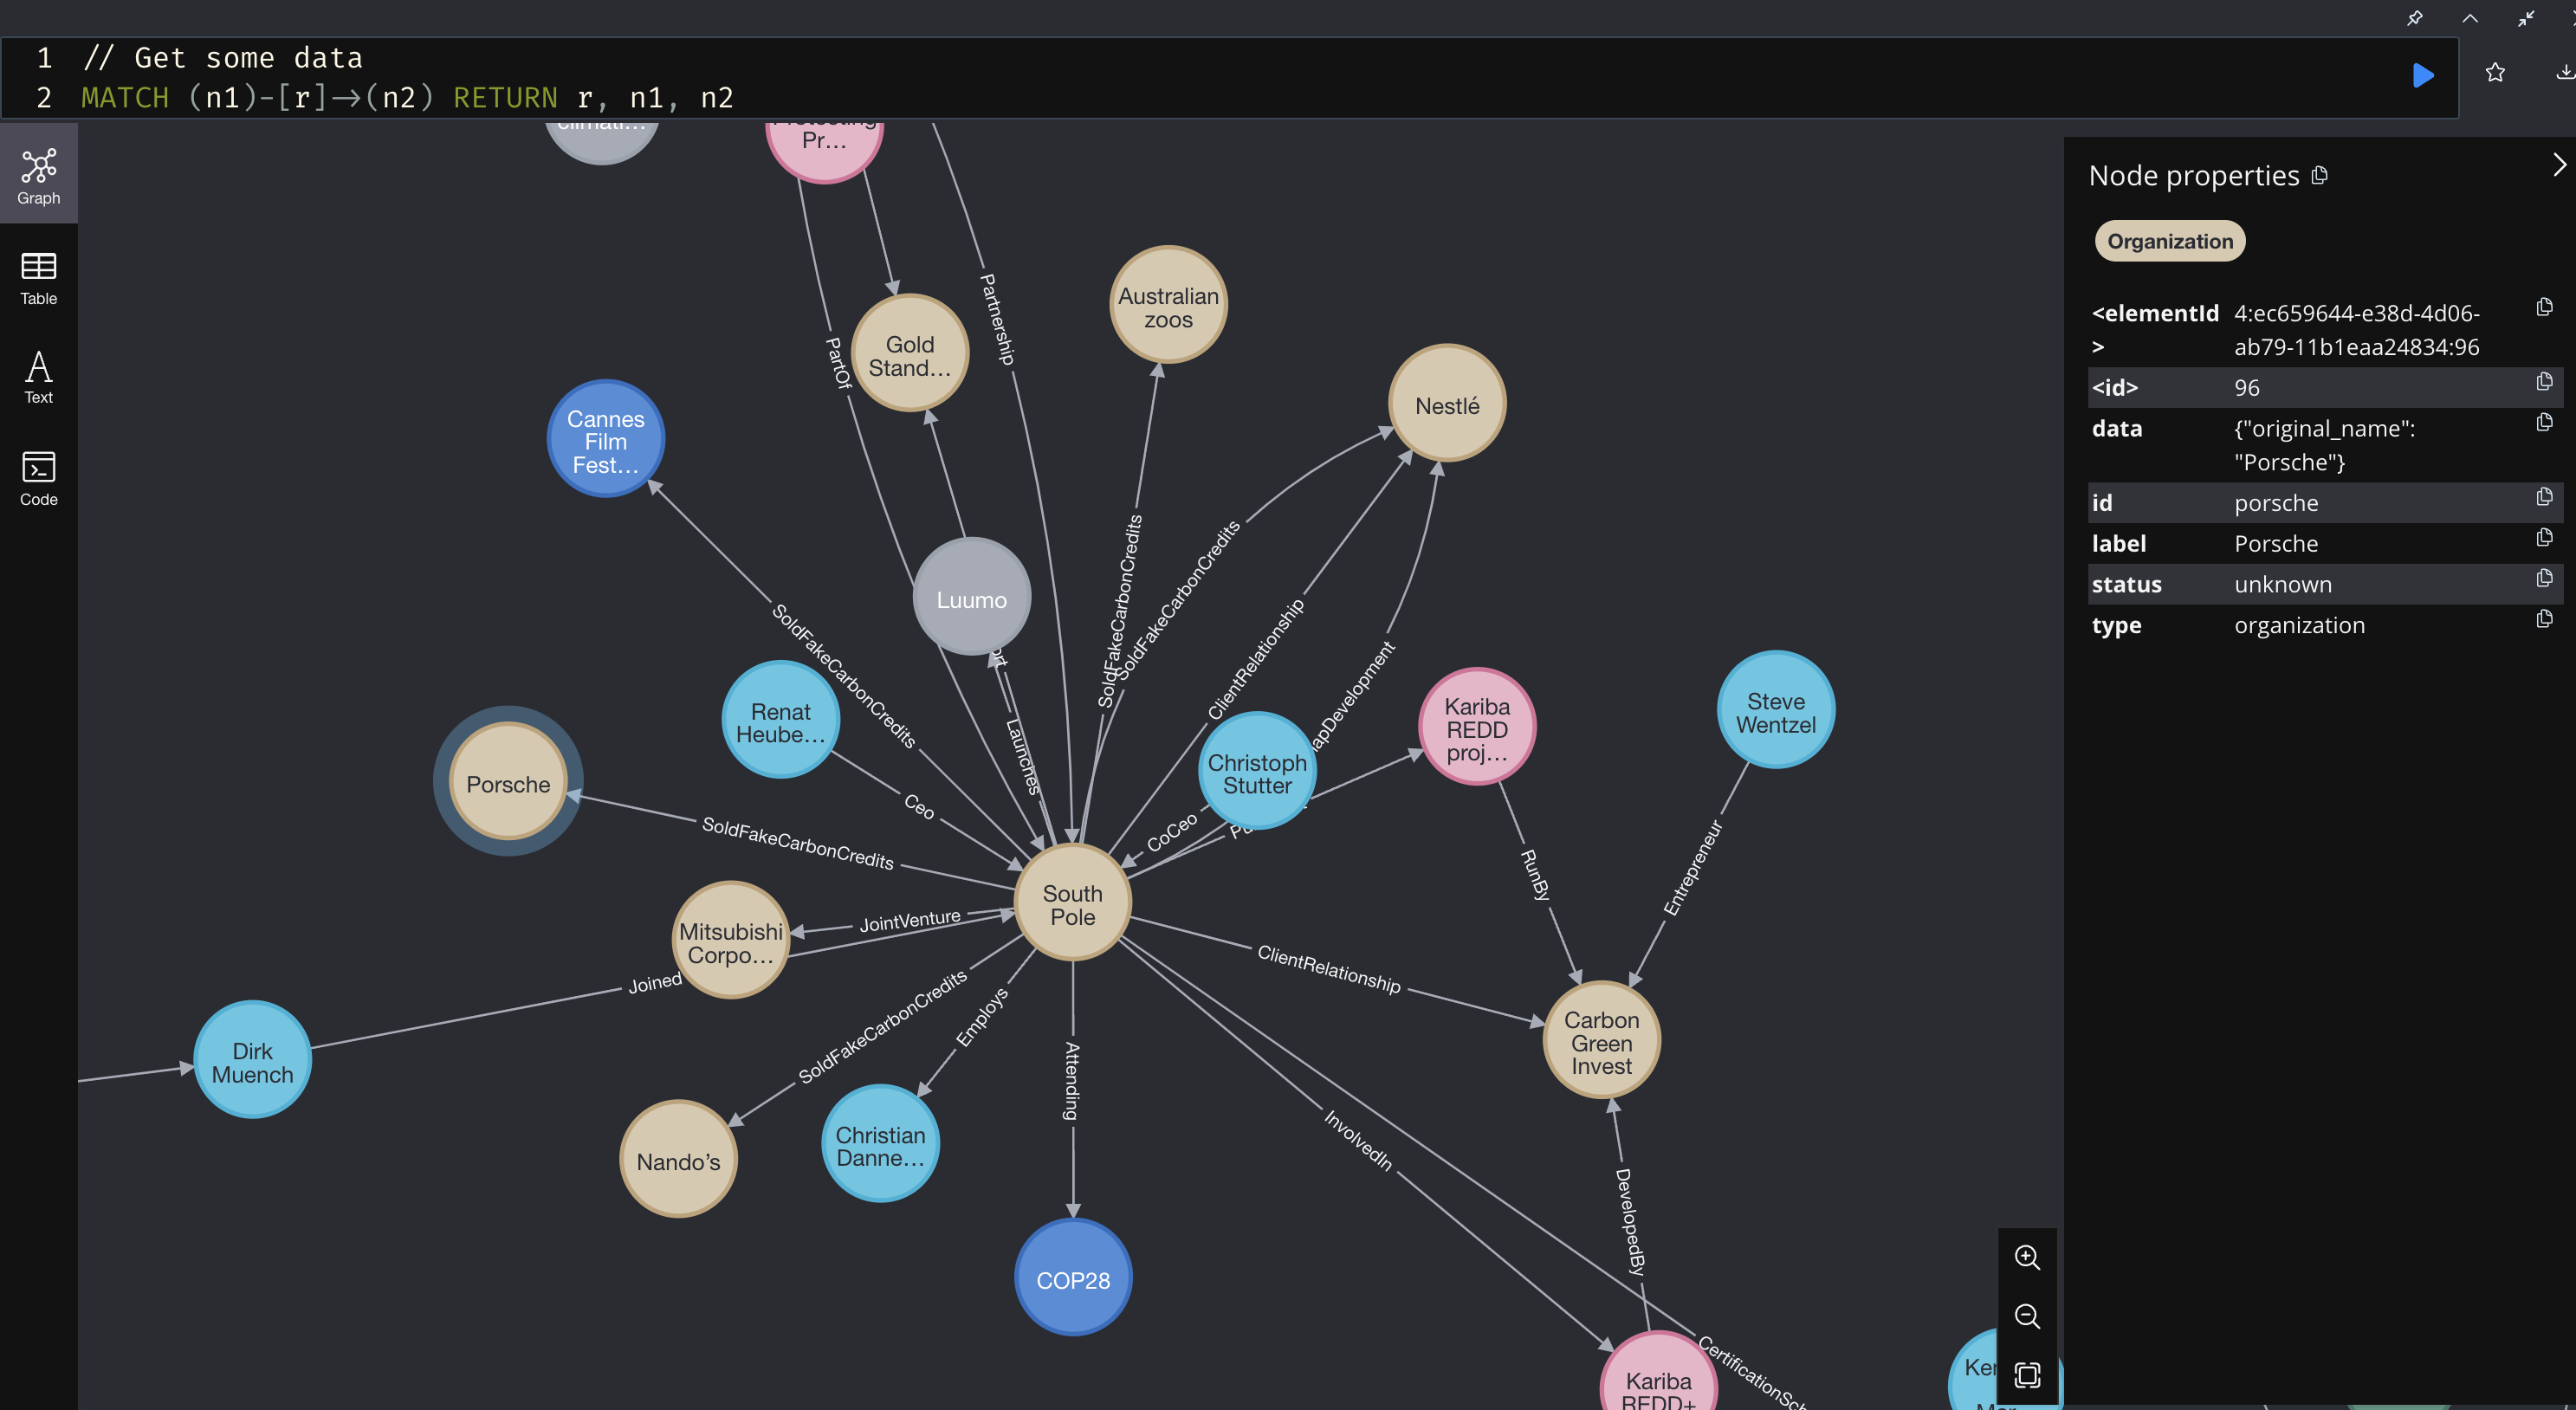 1 // Get some data
2 MATCH (n1)-[r]→(n2) RETURN r, n1, n2
Graph
Table
Text
Code
Pr…
Partnership
PartOf
Gold
Stand…
Australian
zoos
Nestlé
Cannes
Film
Fest…
Luumo
SoldFakeCarbonCredits
SoldFakeCarbonCredits
SoldFakeCarbonCredits
ClientRelationship
apDevelopment
Launches
Renat
Heube…
Ceo
Porsche
SoldFakeCarbonCredits
Christoph
Stutter
CoCeo
Kariba
REDD
proj…
Steve
Wentzel
RunBy
Entrepreneur
South
Pole
Mitsubishi
Corpo…
JointVenture
Joined
Dirk
Muench
SoldFakeCarbonCredits
Employs
Attending
ClientRelationship
Carbon
Green
Invest
Nando's
Christian
Danne…
COP28
InvolvedIn
DevelopedBy
CertificationSch
Kariba
REDD+
Ker
Node properties
Organization
<elementId
> 4:ec659644-e38d-4d06-
ab79-11b1eaa24834:96
<id> 96
data {"original_name":
"Porsche"}
id porsche
label Porsche
status unknown
type organization